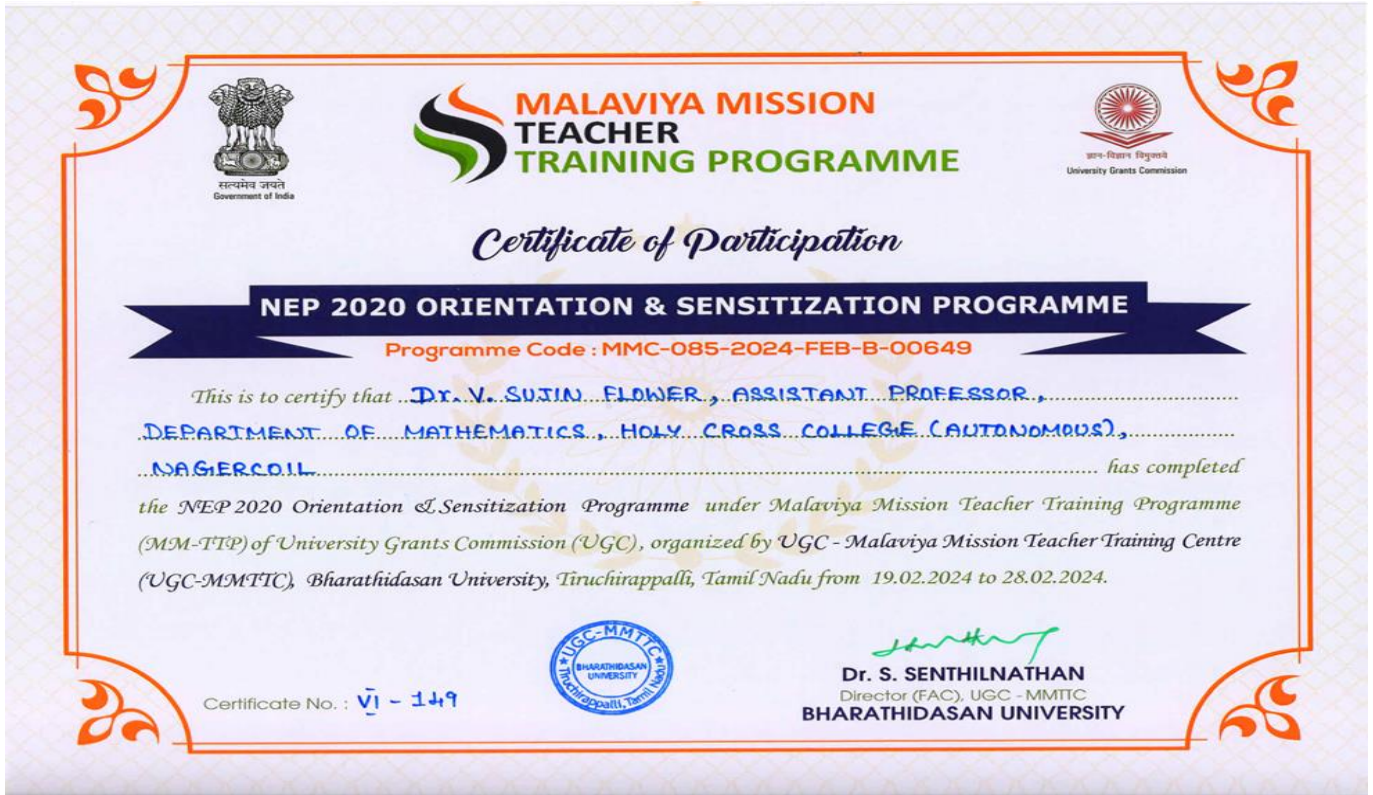 सत्यमेव जयते
Government of India
MALAVIYA MISSION
TEACHER
TRAINING PROGRAMME
ज्ञान-विज्ञान विमुक्तये
University Grants Commission
Certificate of Participation
NEP 2020 ORIENTATION & SENSITIZATION PROGRAMME
Programme Code : MMC-085-2024-FEB-B-00649
This is to certify that Dr. V. SUJIN FLOWER, ASSISTANT PROFESSOR,
DEPARTMENT OF MATHEMATICS, HOLY CROSS COLLEGE (AUTONOMOUS),
NAGERCOIL has completed
the NEP 2020 Orientation & Sensitization Programme under Malaviya Mission Teacher Training Programme
(MM-TTP) of University Grants Commission (UGC), organized by UGC - Malaviya Mission Teacher Training Centre
(UGC-MMTTC), Bharathidasan University, Tiruchirappalli, Tamil Nadu from 19.02.2024 to 28.02.2024.
UGC-MMTTC
BHARATHIDASAN
UNIVERSITY
Tiruchirappalli, Tamil Nadu
Dr. S. SENTHILNATHAN
Director (FAC), UGC - MMTTC
BHARATHIDASAN UNIVERSITY
Certificate No. : VI - 149